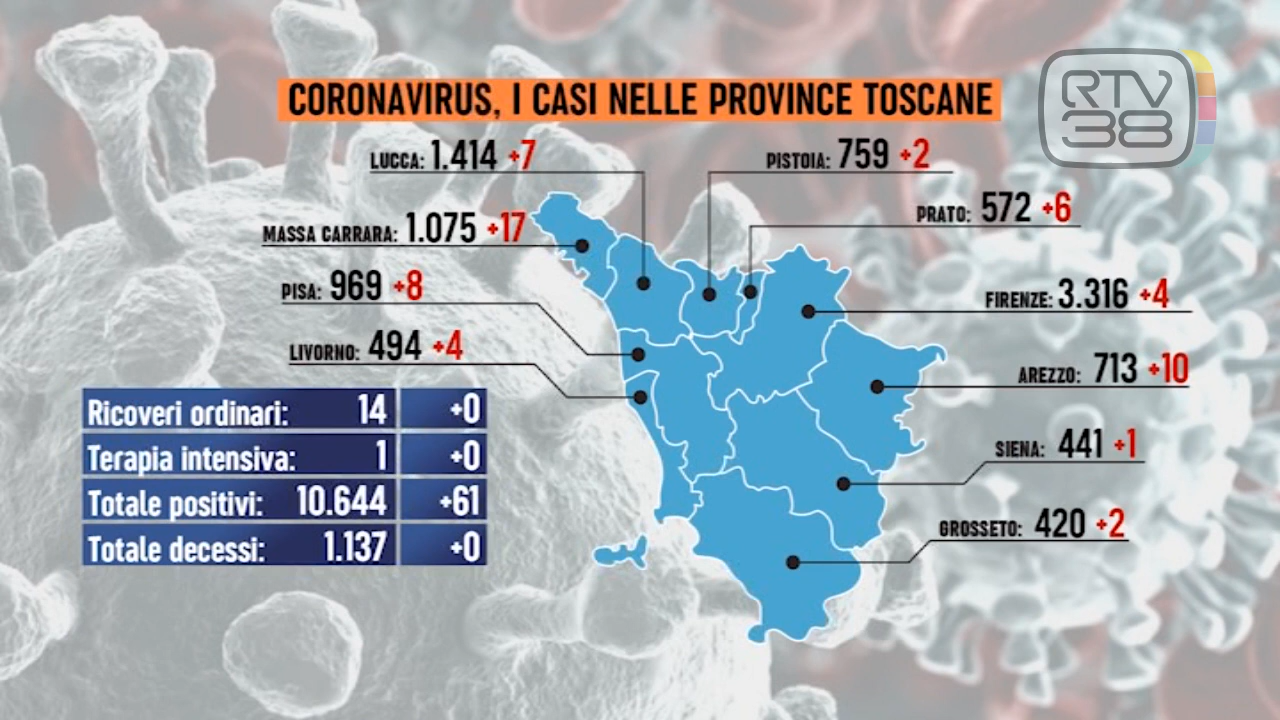 RTV
38
CORONAVIRUS, I CASI NELLE PROVINCE TOSCANE
LUCCA: 1.414 +7
PISTOIA: 759 +2
MASSA CARRARA: 1.075 +17
PRATO: 572 +6
PISA: 969 +8
FIRENZE: 3.316 +4
LIVORNO: 494 +4
AREZZO: 713 +10
SIENA: 441 +1
GROSSETO: 420 +2
Ricoveri ordinari: 14 +0
Terapia intensiva: 1 +0
Totale positivi: 10.644 +61
Totale decessi: 1.137 +0